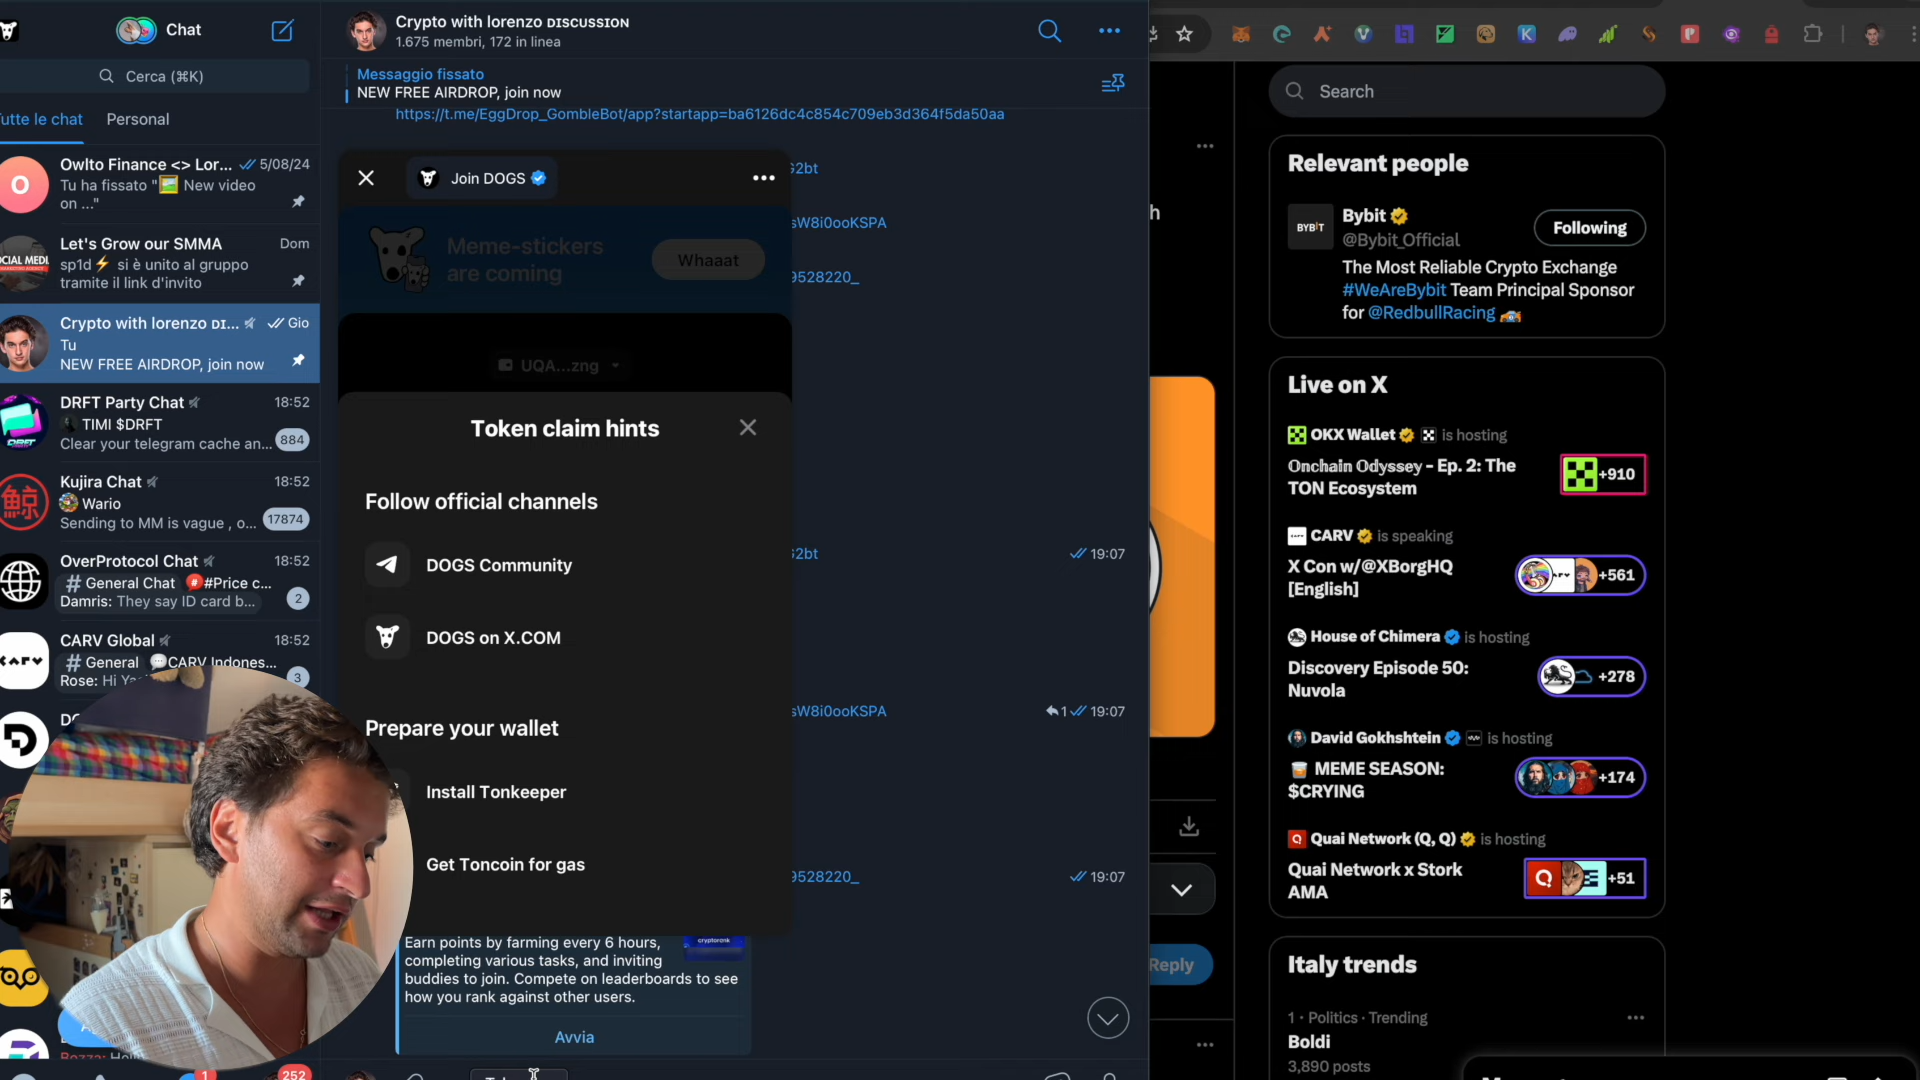 Chat
Cerca (⌘K)
Tutte le chat
Personal
Owlto Finance <> Lor...
5/08/24
Tu ha fissato "🖼️ New video
on ..."
Let's Grow our SMMA
Dom
sp1d⚡ si è unito al gruppo
tramite il link d'invito
Crypto with lorenzo ᴅɪ...
Gio
Tu
NEW FREE AIRDROP, join now
DRFT Party Chat
18:52
TIMI $DRFT
Clear your telegram cache an...
884
Kujira Chat
18:52
Wario
Sending to MM is vague , o...
17874
OverProtocol Chat
18:52
# General Chat #Price c...
Damris: They say ID card b...
2
CARV Global
18:52
# General 💬CARV Indones...
Rose: Hi
3
1
252
Crypto with lorenzo ᴅɪsᴄᴜssɪᴏɴ
1.675 membri, 172 in linea
Messaggio fissato
NEW FREE AIRDROP, join now
https://t.me/EggDrop_GombleBot/app?startapp=ba6126dc4c854c709eb3d364f5da50aa
Join DOGS
Meme-stickers
are coming
Whaaat
UQA...zng
Token claim hints
Follow official channels
DOGS Community
DOGS on X.COM
Prepare your wallet
Install Tonkeeper
Get Toncoin for gas
G2bt
sW8i0ooKSPA
9528220_
G2bt
19:07
sW8i0ooKSPA
1
19:07
9528220_
19:07
Earn points by farming every 6 hours,
completing various tasks, and inviting
buddies to join. Compete on leaderboards to see
how you rank against other users.
cryptorank
Avvia
h
Reply
Search
Relevant people
BYBIT
Bybit
@Bybit_Official
Following
The Most Reliable Crypto Exchange
#WeAreBybit Team Principal Sponsor
for @RedbullRacing
Live on X
OKX Wallet is hosting
𝕆𝕟𝕔𝕙𝕒𝕚𝕟 𝕆𝕕𝕪𝕤𝕤𝕖𝕪 - Ep. 2: The
TON Ecosystem
+910
CARV is speaking
X Con w/@XBorgHQ
[English]
+561
House of Chimera is hosting
Discovery Episode 50:
Nuvola
+278
David Gokhshtein is hosting
🥃 MEME SEASON:
$CRYING
+174
Quai Network (Q, Q) is hosting
Quai Network x Stork
AMA
+51
Italy trends
1 · Politics · Trending
Boldi
3,890 posts